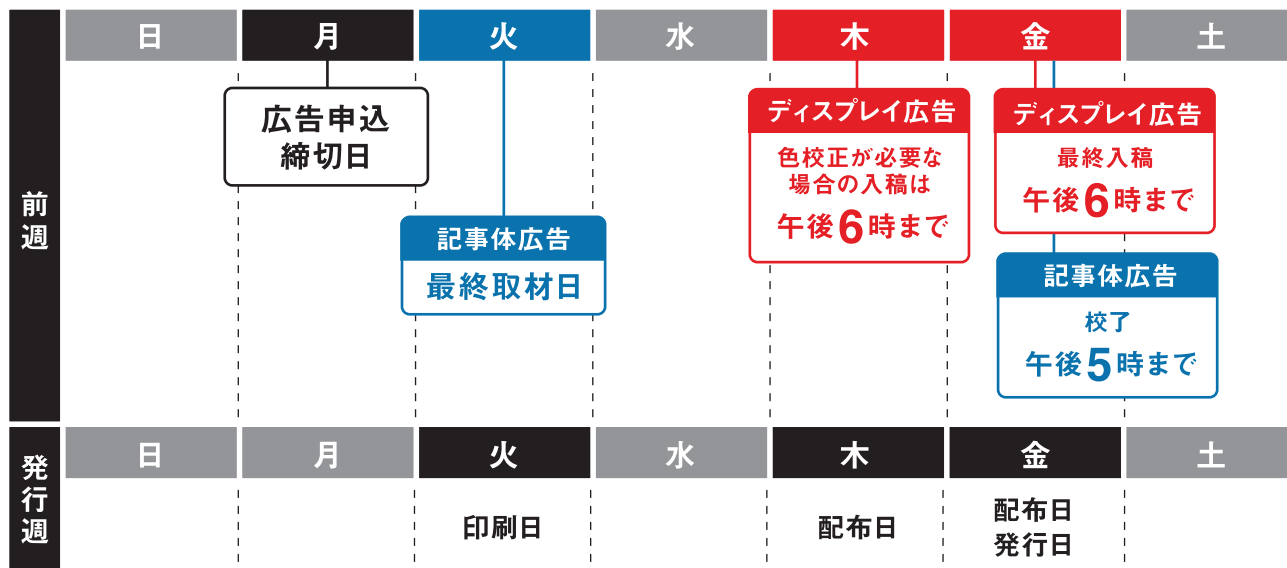 日 月 火 水 木 金 土
前週
広告申込
締切日
記事体広告
最終取材日
ディスプレイ広告
色校正が必要な
場合の入稿は
午後6時まで
ディスプレイ広告
最終入稿
午後6時まで
記事体広告
校了
午後5時まで
日 月 火 水 木 金 土
発行週
印刷日
配布日
配布日
発行日